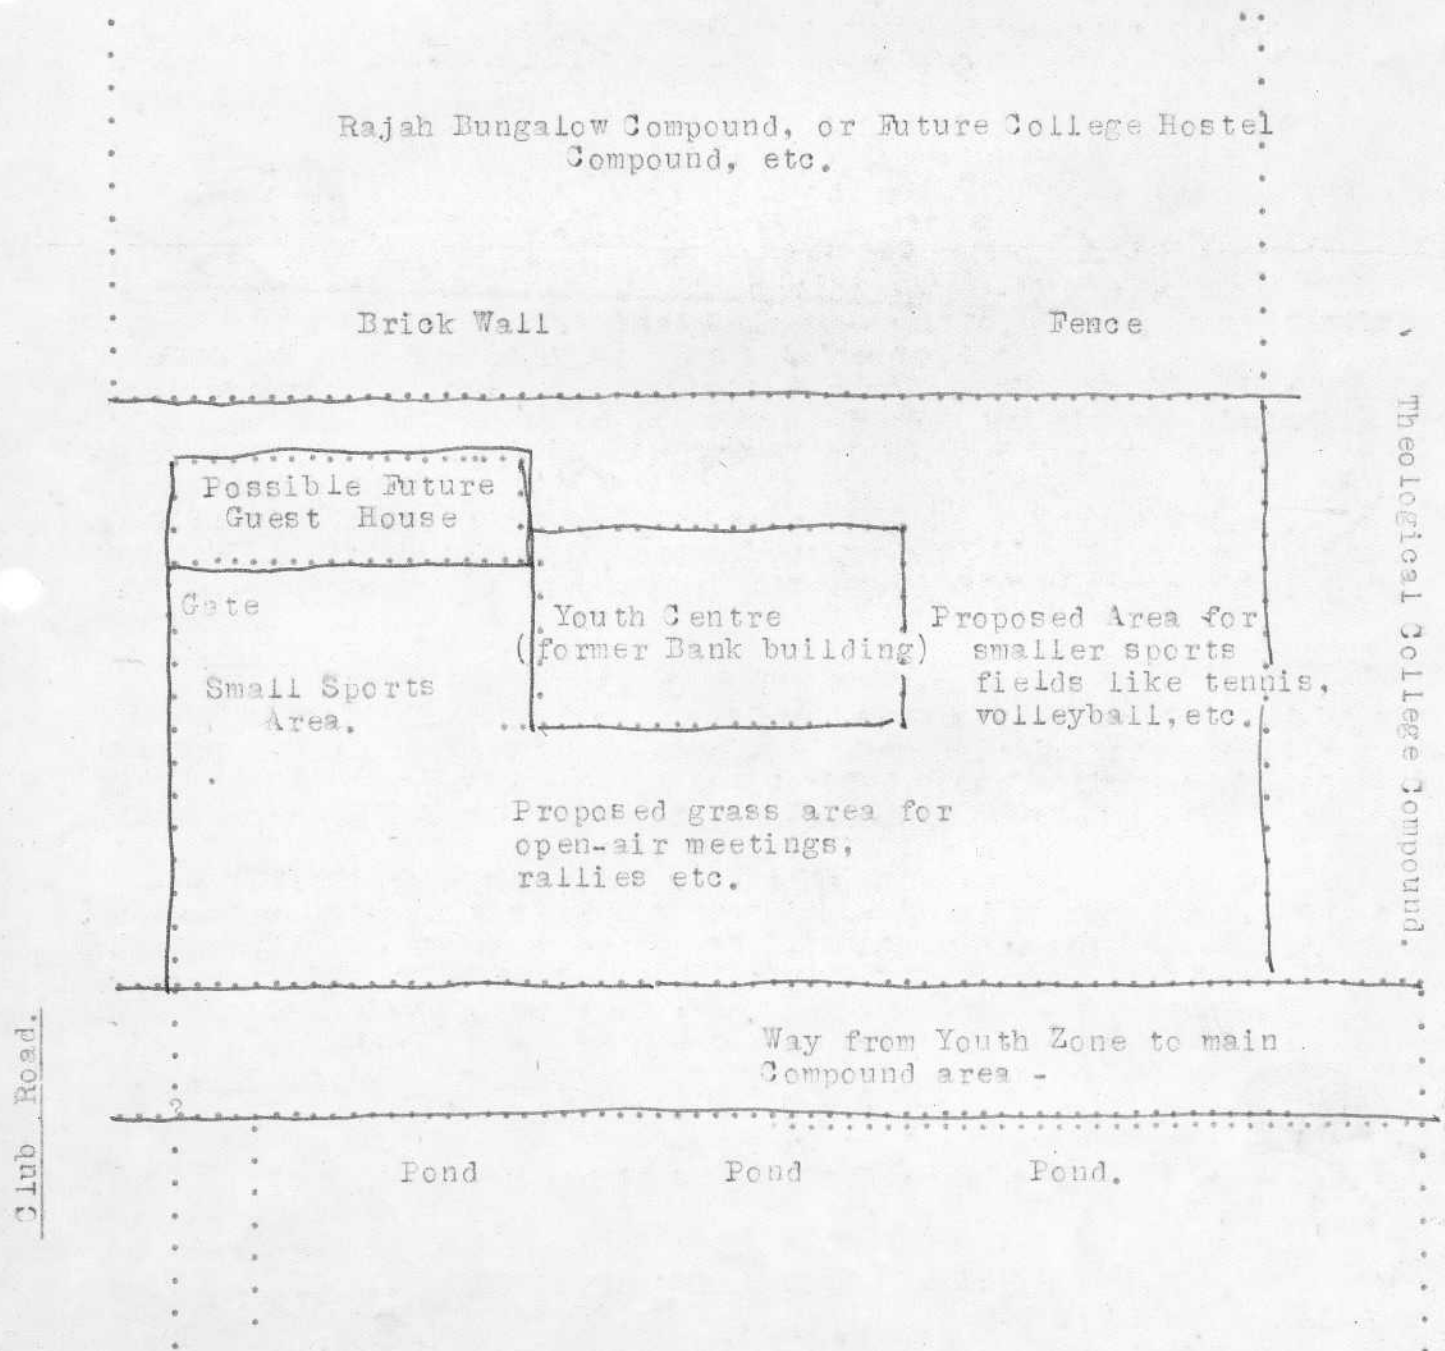 Rajah Bungalow Compound, or Future College Hostel
Compound, etc.
Brick Wall
Fence
Theological College Compound.
Possible Future
Guest House
Gate
Youth Centre
(former Bank building)
Proposed Area for
smaller sports
fields like tennis,
volleyball,etc.
Small Sports
Area.
Proposed grass area for
open-air meetings,
rallies etc.
Way from Youth Zone to main
Compound area -
?
Club Road.
Pond
Pond
Pond.